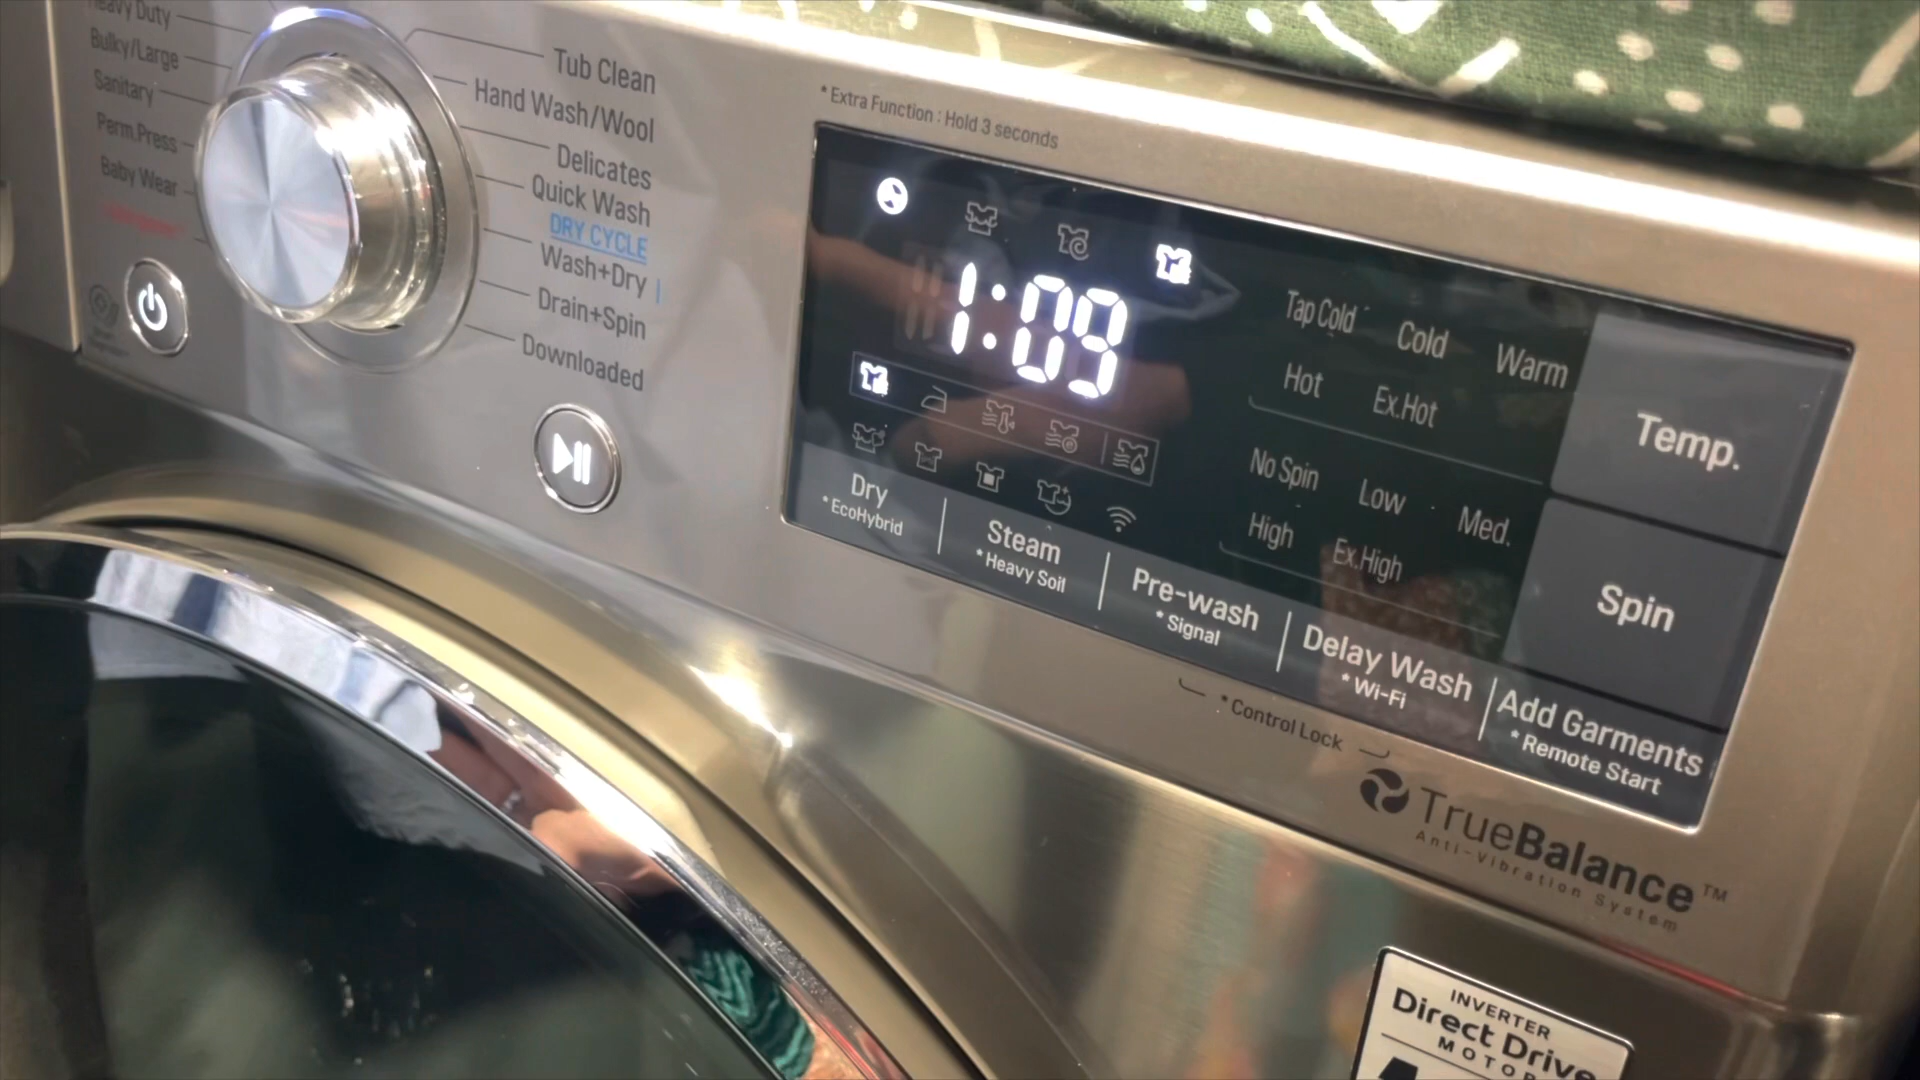 Heavy Duty
Bulky/Large
Sanitary
Perm.Press
Baby Wear
Tub Clean
Hand Wash/Wool
Delicates
Quick Wash
DRY CYCLE
Wash+Dry
Drain+Spin
Downloaded
* Extra Function : Hold 3 seconds
1:09
Tap Cold Cold Warm
Hot Ex.Hot
Temp.
No Spin Low Med.
High Ex.High
Spin
Dry
* EcoHybrid
Steam
* Heavy Soil
Pre-wash
* Signal
Delay Wash
* Wi-Fi
Add Garments
* Remote Start
* Control Lock
TrueBalance™
Anti-Vibration System
INVERTER
Direct Drive
MOTOR